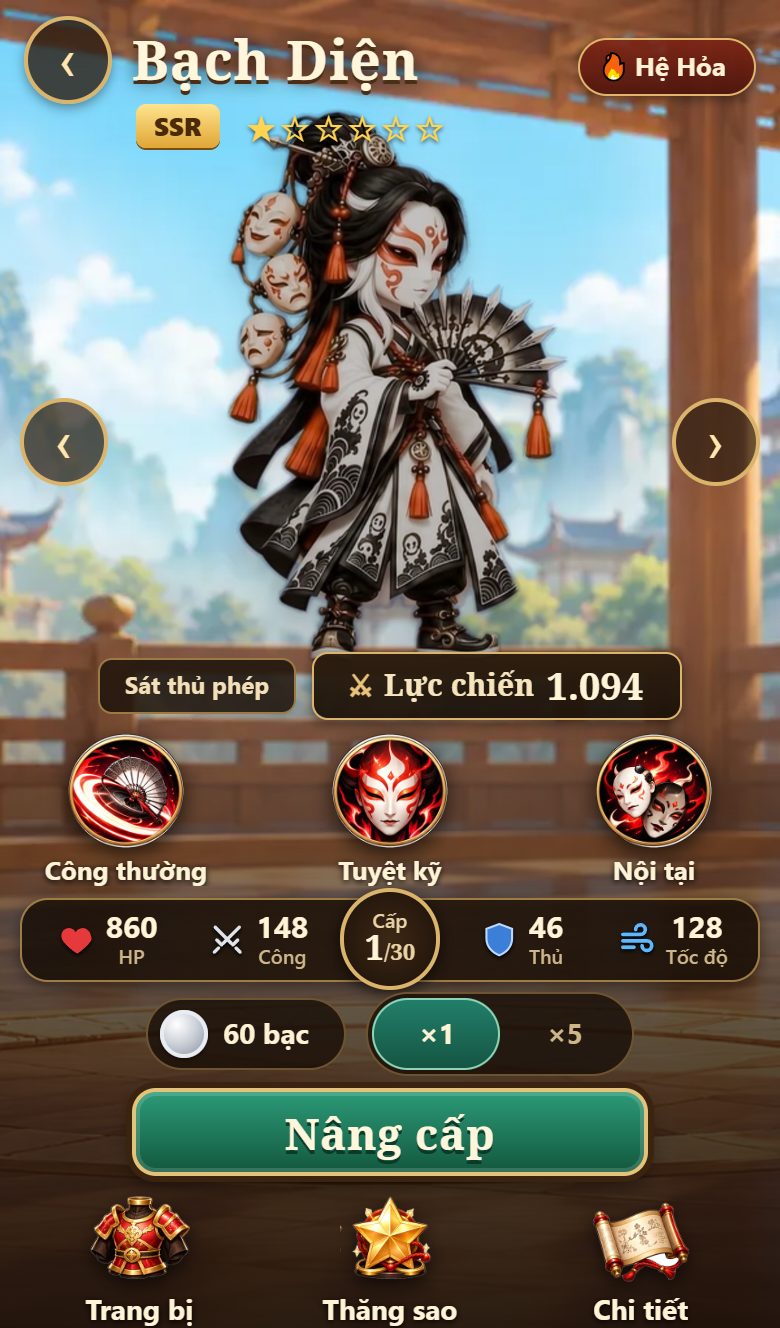 Bạch Diện
Hệ Hỏa
SSR
Sát thủ phép
Lực chiến 1.094
Công thường
Tuyệt kỹ
Nội tại
860
HP
148
Công
Cấp
1/30
46
Thủ
128
Tốc độ
60 bạc
×1
×5
Nâng cấp
Trang bị
Thăng sao
Chi tiết